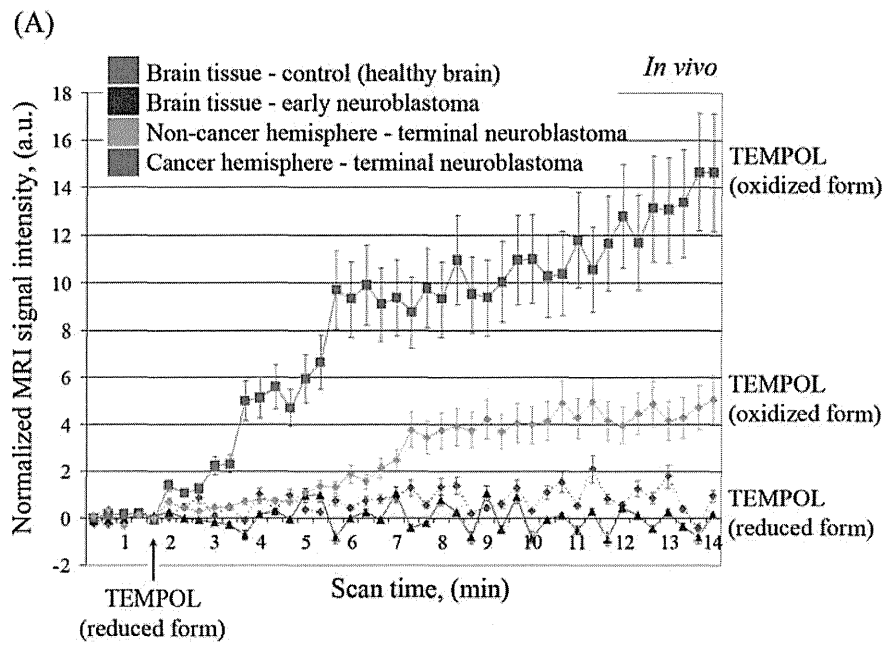 (A)
Brain tissue - control (healthy brain)
Brain tissue - early neuroblastoma
Non-cancer hemisphere - terminal neuroblastoma
Cancer hemisphere - terminal neuroblastoma
In vivo
Normalized MRI signal intensity, (a.u.)
18
16
14
12
10
8
6
4
2
0
-2
1 2 3 4 5 6 7 8 9 10 11 12 13 14
TEMPOL
(oxidized form)
TEMPOL
(oxidized form)
TEMPOL
(reduced form)
Scan time, (min)
TEMPOL
(reduced form)